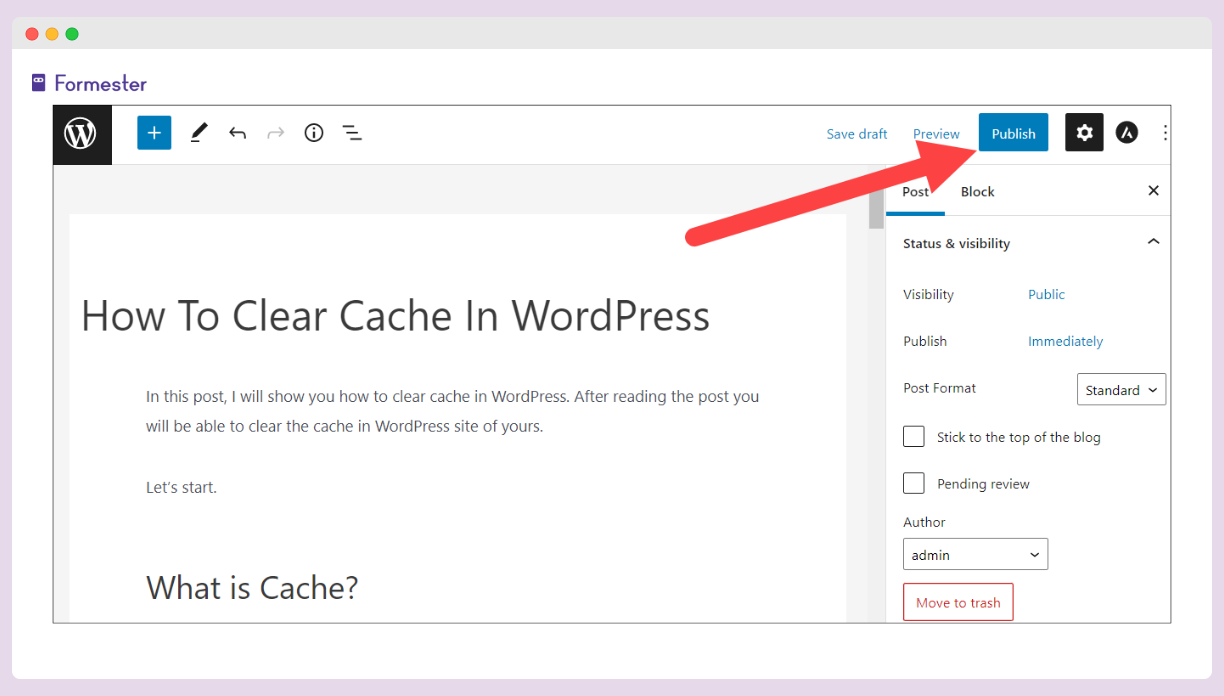 Formester
Save draft
Preview
Publish
Post
Block
Status & visibility
Visibility
Public
Publish
Immediately
Post Format
Standard
Stick to the top of the blog
Pending review
Author
admin
Move to trash
How To Clear Cache In WordPress
In this post, I will show you how to clear cache in WordPress. After reading the post you
will be able to clear the cache in WordPress site of yours.
Let's start.
What is Cache?